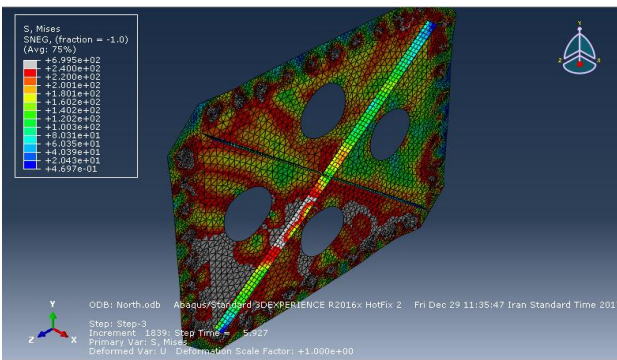 S, Mises
SNEG, (fraction = -1.0)
(Avg: 75%)
+6.995e+02
+2.400e+02
+2.200e+02
+2.001e+02
+1.801e+02
+1.602e+02
+1.402e+02
+1.202e+02
+1.003e+02
+8.031e+01
+6.035e+01
+4.039e+01
+2.043e+01
+4.697e-01
Y
Z
X
ODB: North.odb Abaqus/Standard 3DEXPERIENCE R2016x HotFix 2 Fri Dec 29 11:35:47 Iran Standard Time 201
Y
Z
X
Step: Step-3
Increment 1839: Step Time = 5.927
Primary Var: S, Mises
Deformed Var: U Deformation Scale Factor: +1.000e+00